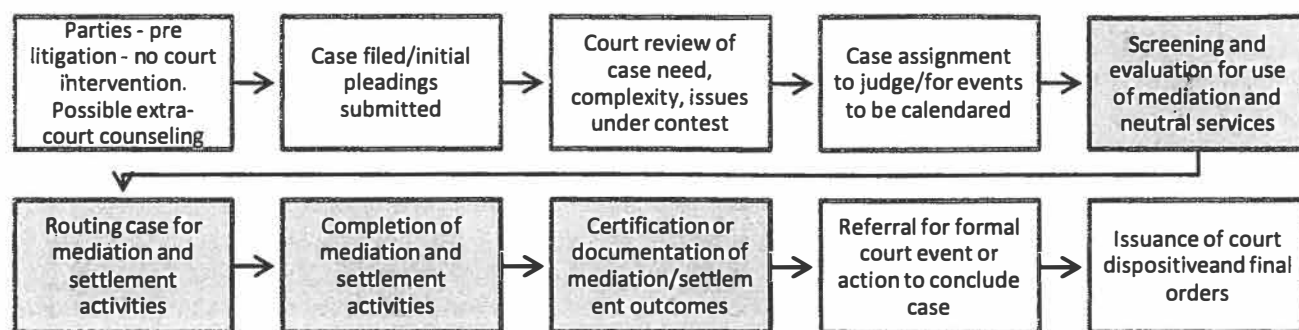 Parties - pre
litigation - no court
intervention.
Possible extra-
court counseling
Case filed/initial
pleadings
submitted
Court review of
case need,
complexity, issues
under contest
Case assignment
to judge/for events
to be calendared
Screening and
evaluation for use
of mediation and
neutral services
Routing case for
mediation and
settlement
activities
Completion of
mediation and
settlement
activities
Certification or
documentation of
mediation/settlem
ent outcomes
Referral for formal
court event or
action to conclude
case
Issuance of court
dispositiveand final
orders